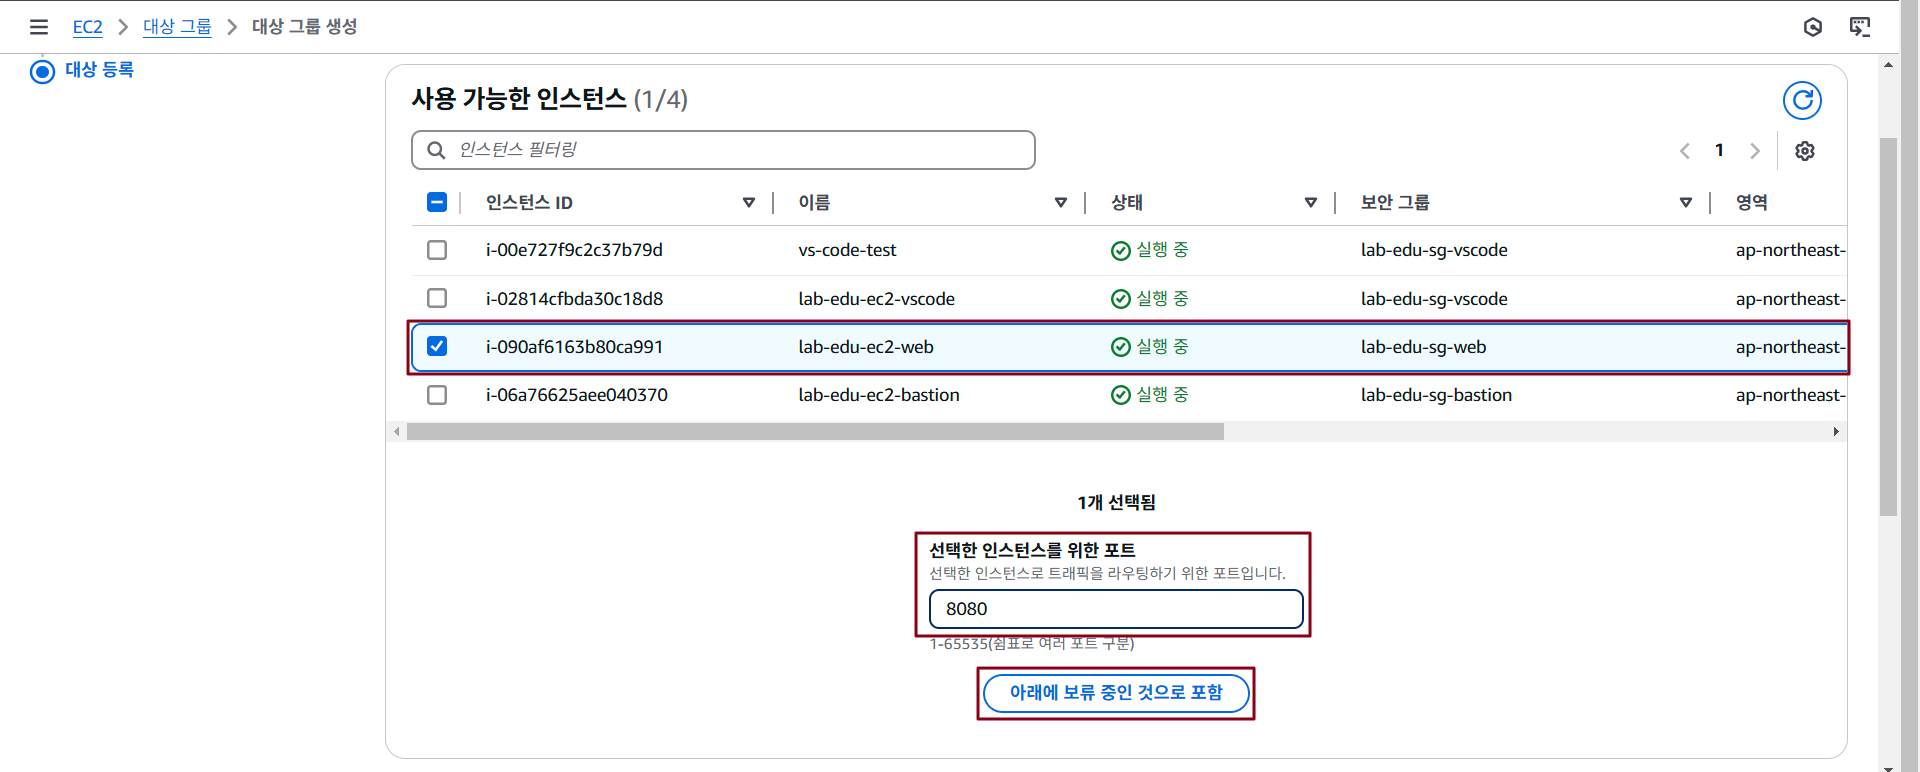 EC2 > 대상 그룹 > 대상 그룹 생성
대상 등록
사용 가능한 인스턴스 (1/4)
인스턴스 필터링
1
인스턴스 ID 이름 상태 보안 그룹 영역
i-00e727f9c2c37b79d vs-code-test 실행 중 lab-edu-sg-vscode ap-northeast-
i-02814cfbda30c18d8 lab-edu-ec2-vscode 실행 중 lab-edu-sg-vscode ap-northeast-
i-090af6163b80ca991 lab-edu-ec2-web 실행 중 lab-edu-sg-web ap-northeast-
i-06a76625aee040370 lab-edu-ec2-bastion 실행 중 lab-edu-sg-bastion ap-northeast-
1개 선택됨
선택한 인스턴스를 위한 포트
선택한 인스턴스로 트래픽을 라우팅하기 위한 포트입니다.
8080
1-65535(쉼표로 여러 포트 구분)
아래에 보류 중인 것으로 포함